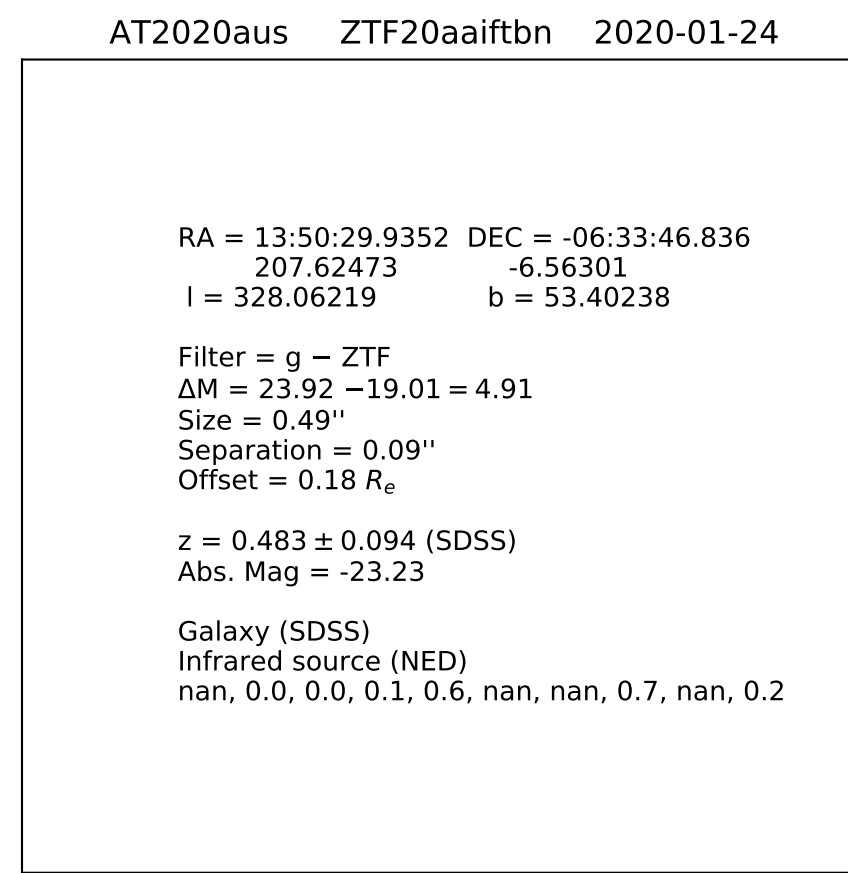 AT2020aus ZTF20aaiftbn 2020-01-24
RA = 13:50:29.9352 DEC = -06:33:46.836
207.62473 -6.56301
l = 328.06219 b = 53.40238
Filter = g − ZTF
ΔM = 23.92 −19.01 = 4.91
Size = 0.49''
Separation = 0.09''
Offset = 0.18 Rₑ
z = 0.483 ± 0.094 (SDSS)
Abs. Mag = -23.23
Galaxy (SDSS)
Infrared source (NED)
nan, 0.0, 0.0, 0.1, 0.6, nan, nan, 0.7, nan, 0.2